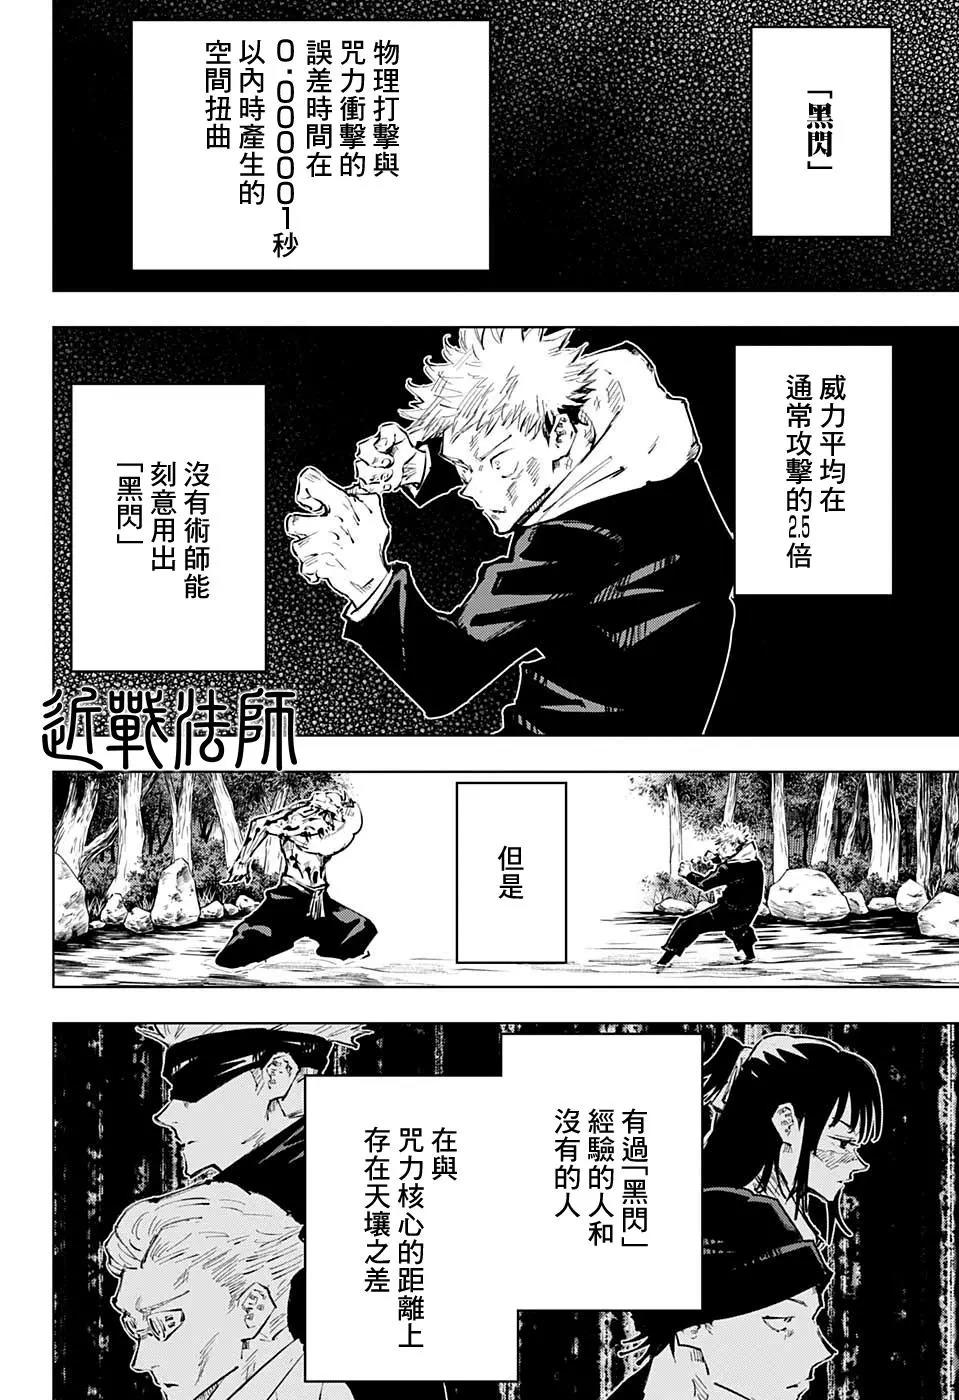 「黑閃」
物理打擊與
咒力衝擊的
誤差時間在
0.000001秒
以內時產生的
空間扭曲
威力平均在
通常攻擊的2.5倍
沒有術師能
刻意用出
「黑閃」
近戰法師
但是
有過「黑閃」
經驗的人和
沒有的人
在與
咒力核心的距離上
存在天壤之差